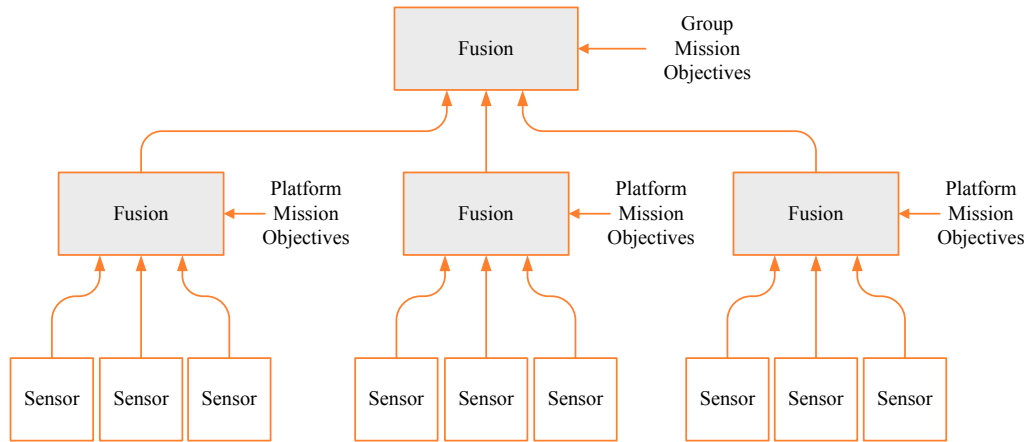 Fusion
Group
Mission
Objectives
Fusion
Platform
Mission
Objectives
Fusion
Platform
Mission
Objectives
Fusion
Platform
Mission
Objectives
Sensor
Sensor
Sensor
Sensor
Sensor
Sensor
Sensor
Sensor
Sensor